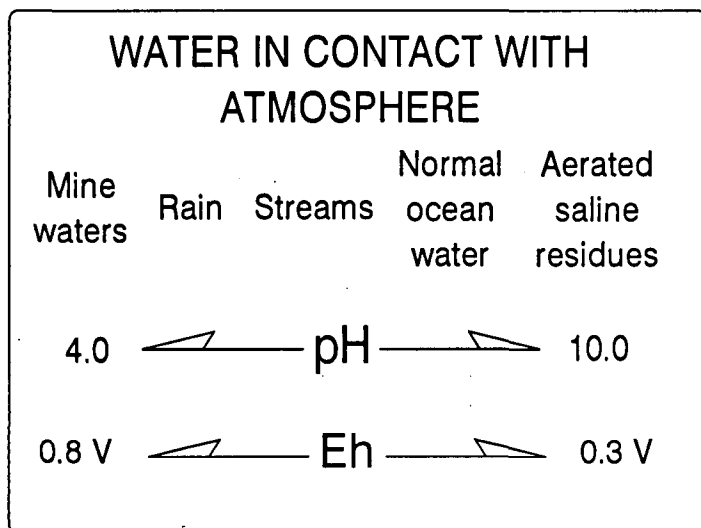 WATER IN CONTACT WITH
ATMOSPHERE
Mine
waters
Rain
Streams
Normal
ocean
water
Aerated
saline
residues
4.0 pH 10.0
0.8 V Eh 0.3 V